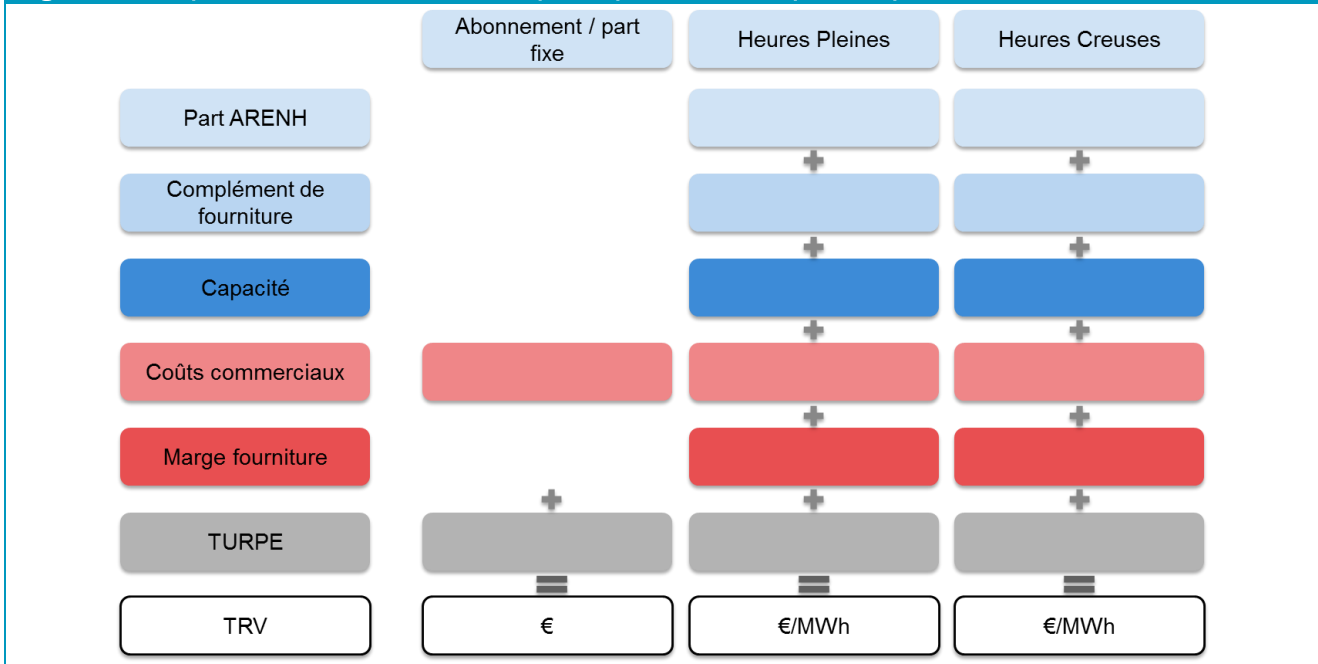 Abonnement / part
fixe
Heures Pleines
Heures Creuses
Part ARENH
Complément de
fourniture
Capacité
Coûts commerciaux
Marge fourniture
TURPE
TRV
€
€/MWh
€/MWh